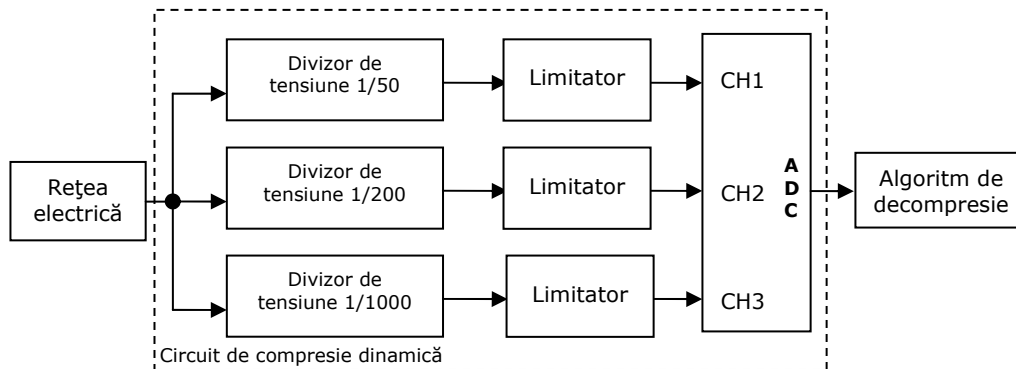 Divizor de
tensiune 1/50
Limitator
CH1
Reţea
electrică
Divizor de
tensiune 1/200
Limitator
CH2
A
D
C
Algoritm de
decompresie
Divizor de
tensiune 1/1000
Limitator
CH3
Circuit de compresie dinamică